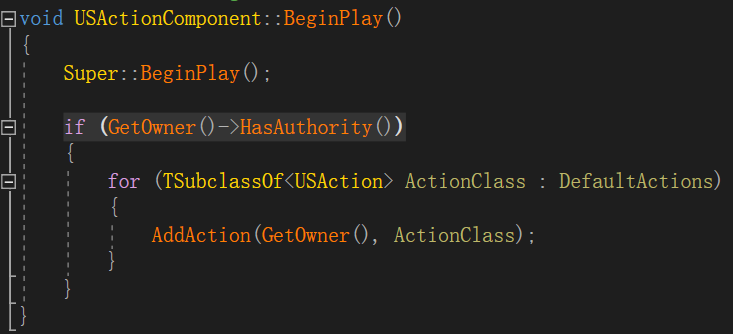 void USActionComponent::BeginPlay()
{
Super::BeginPlay();
if (GetOwner()->HasAuthority())
{
for (TSubclassOf<USAction> ActionClass : DefaultActions)
{
AddAction(GetOwner(), ActionClass);
}
}
}